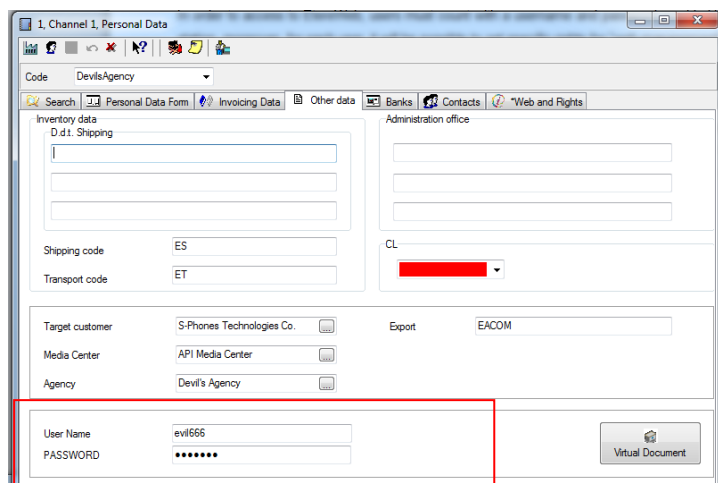 1, Channel 1, Personal Data
Code DevilsAgency
Search Personal Data Form Invoicing Data Other data Banks Contacts *Web and Rights
Inventory data
D.d.t. Shipping
Administration office
Shipping code ES
Transport code ET
CL
Target customer S-Phones Technologies Co. ...
Export EACOM
Media Center API Media Center ...
Agency Devil's Agency ...
User Name evil666
PASSWORD •••••••
Virtual Document